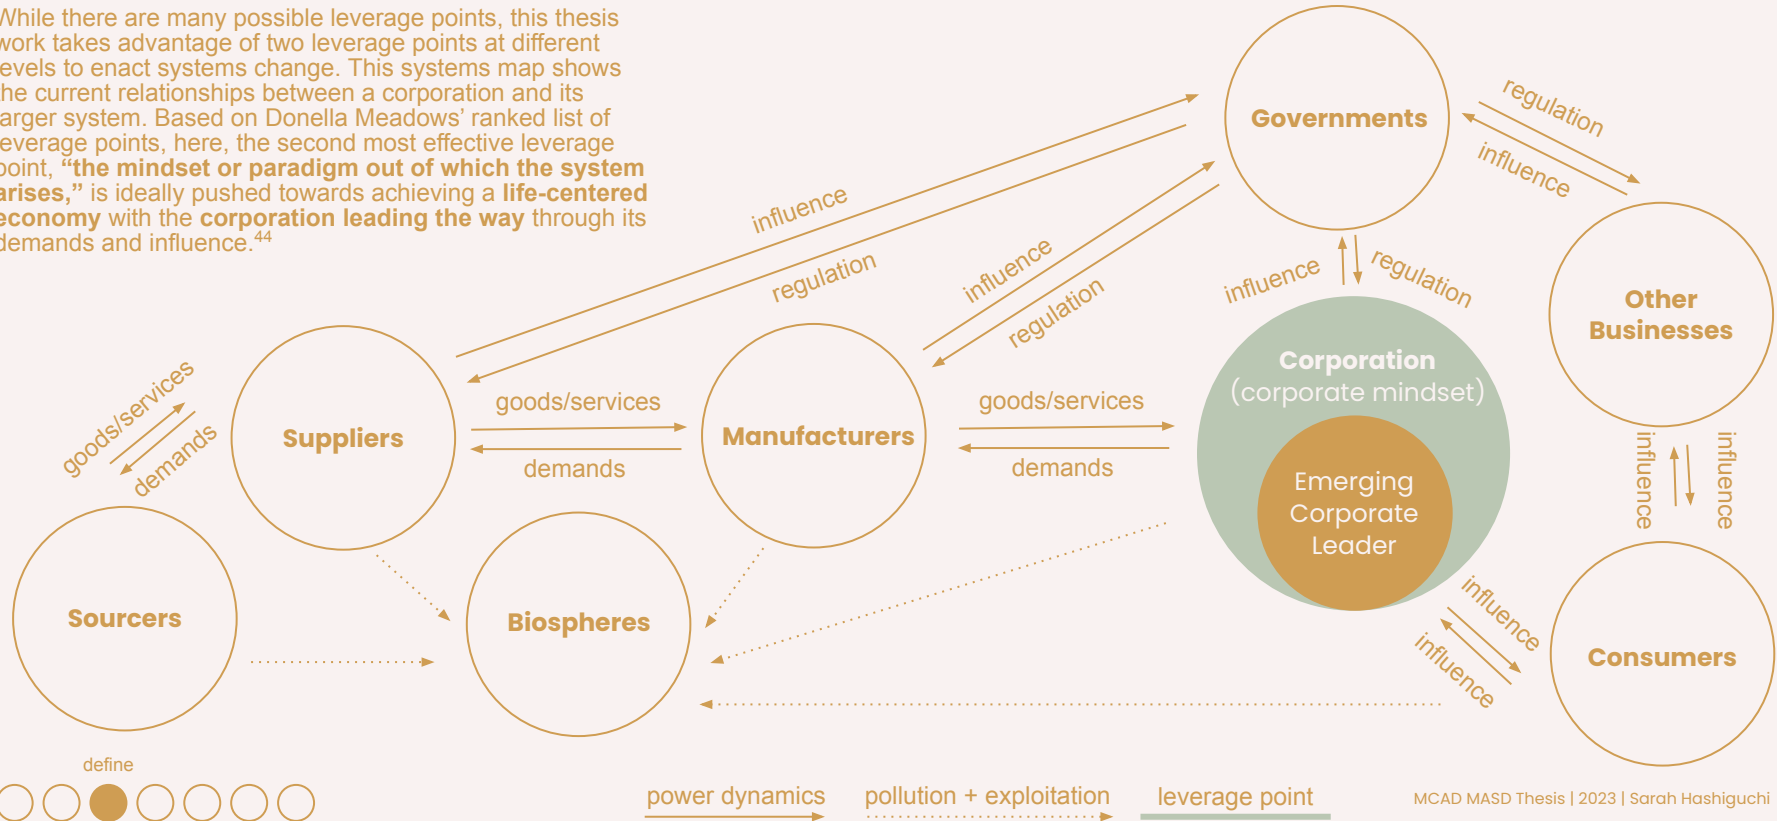 While there are many possible leverage points, this thesis
work takes advantage of two leverage points at different
levels to enact systems change. This systems map shows
the current relationships between a corporation and its
larger system. Based on Donella Meadows’ ranked list of
leverage points, here, the second most effective leverage
point, “the mindset or paradigm out of which the system
arises,” is ideally pushed towards achieving a life-centered
economy with the corporation leading the way through its
demands and influence.44
Governments
regulation
influence
influence
regulation
influence
regulation
influence
regulation
Other
Businesses
Corporation
(corporate mindset)
Emerging
Corporate
Leader
goods/services
demands
Suppliers
goods/services
demands
Manufacturers
goods/services
demands
influence
influence
Sourcers
Biospheres
influence
influence
Consumers
define
power dynamics
pollution + exploitation
leverage point
MCAD MASD Thesis | 2023 | Sarah Hashiguchi